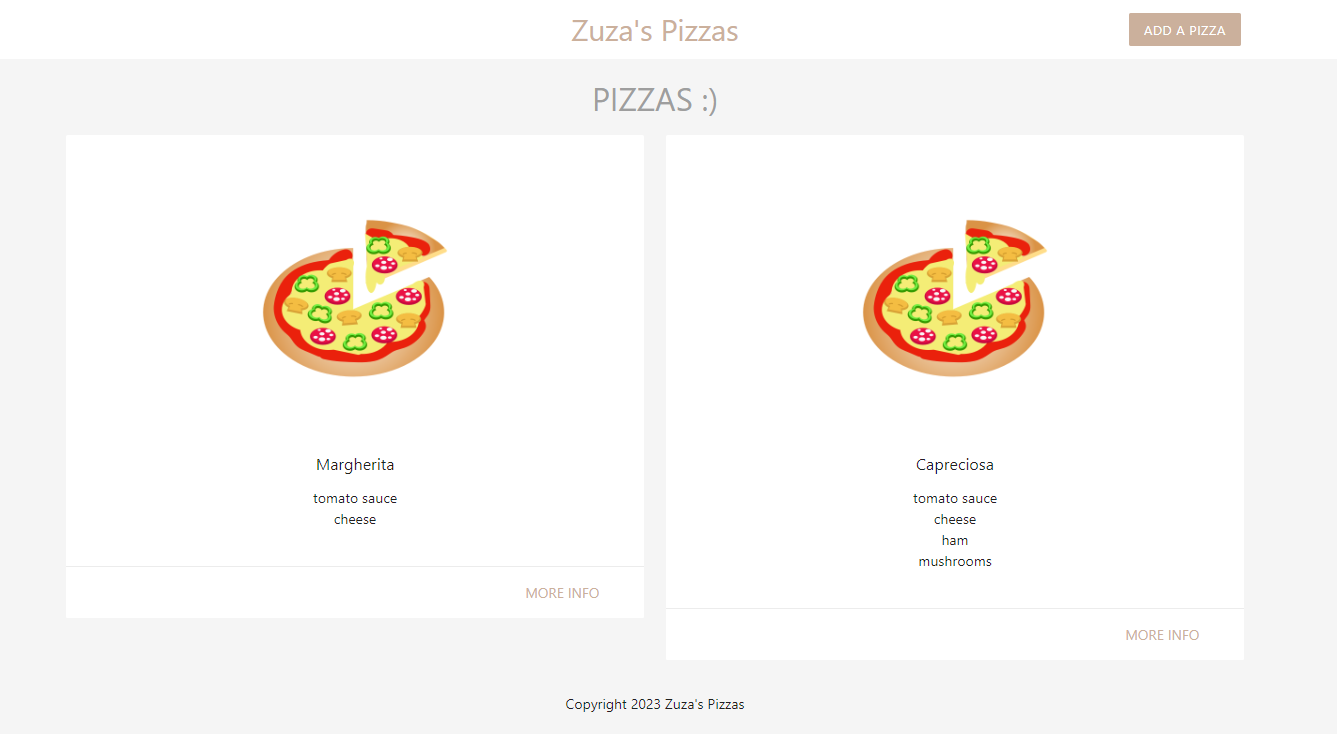 Zuza's Pizzas
ADD A PIZZA
PIZZAS :)
Margherita
tomato sauce
cheese
MORE INFO
Capreciosa
tomato sauce
cheese
ham
mushrooms
MORE INFO
Copyright 2023 Zuza's Pizzas